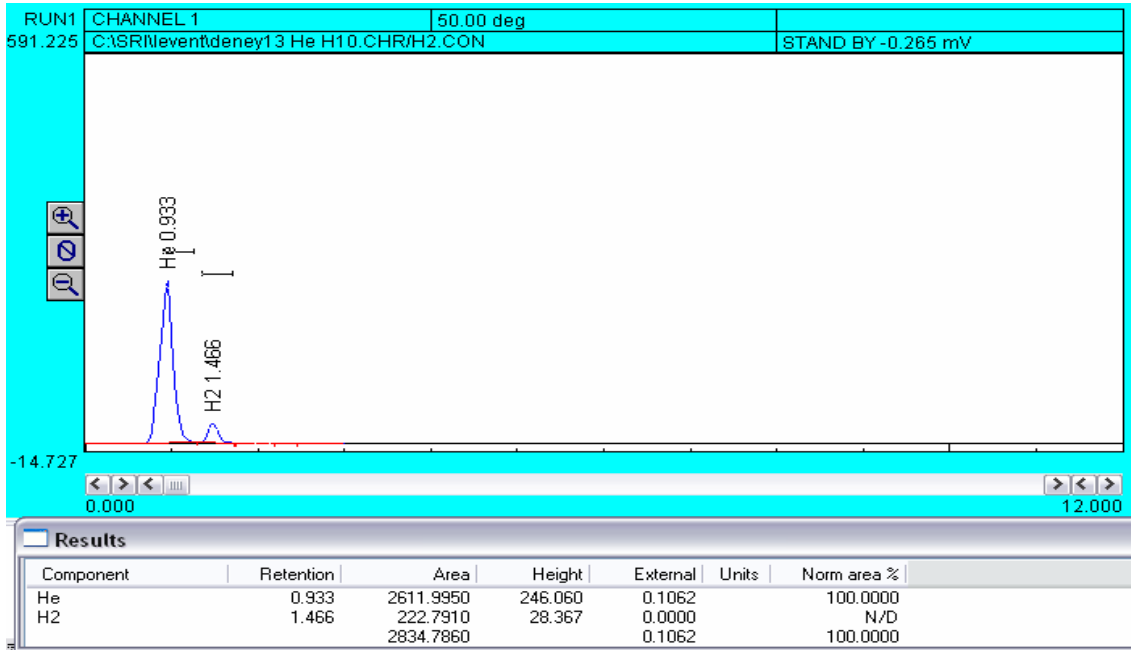 RUN1 CHANNEL 1 50.00 deg
591.225 C:\SRI\levent\deney13 He H10.CHR/H2.CON STAND BY -0.265 mV
He 0.933
H2 1.466
-14.727
0.000 12.000
Results
Component Retention Area Height External Units Norm area %
He 0.933 2611.9950 246.060 0.1062 100.0000
H2 1.466 222.7910 28.367 0.0000 N/D
2834.7860 0.1062 100.0000